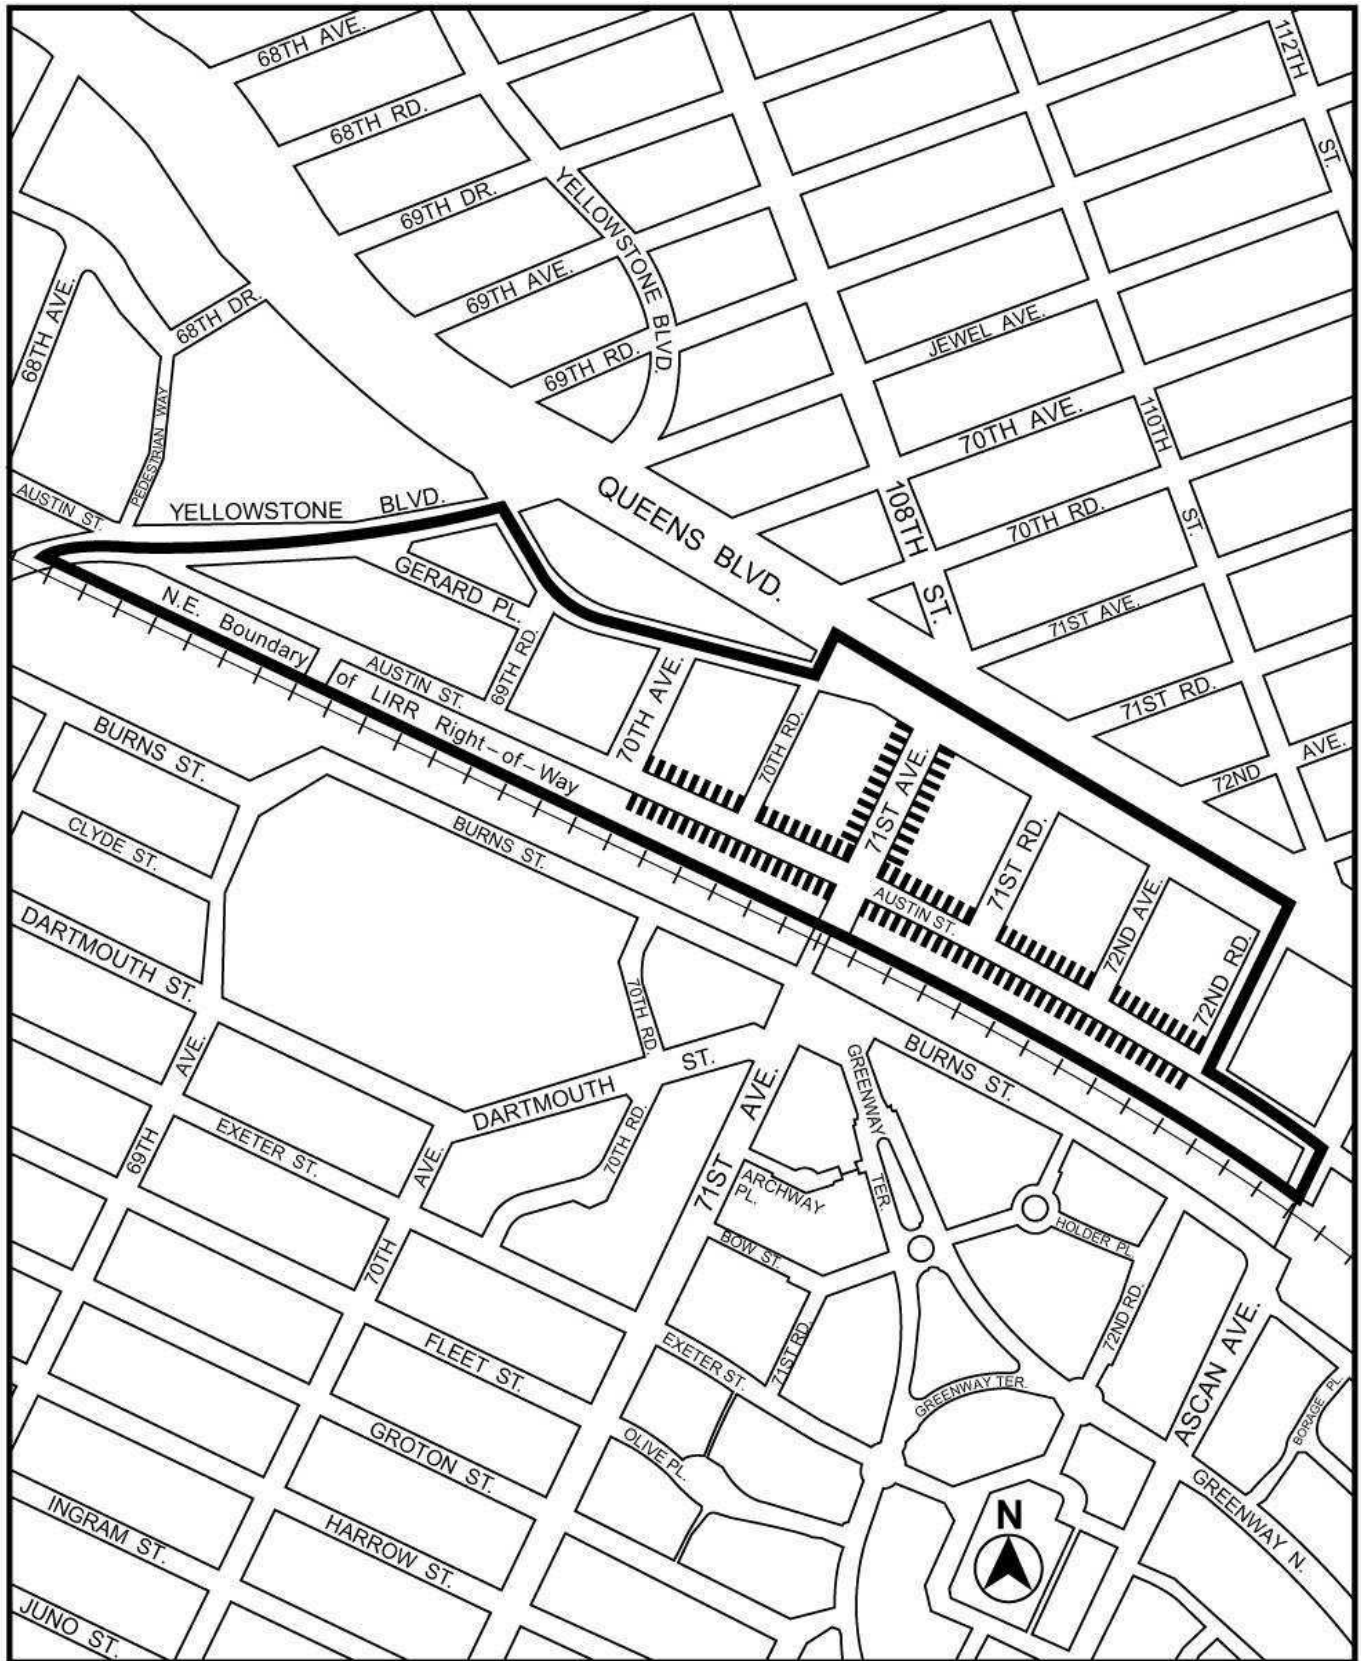 68TH AVE.
112TH
ST.
68TH RD.
69TH DR.
YELLOWSTONE BLVD.
69TH AVE.
68TH AVE.
68TH DR.
69TH RD.
JEWEL AVE.
PEDESTRIAN WAY
70TH AVE.
110TH
ST.
AUSTIN ST.
YELLOWSTONE BLVD.
QUEENS BLVD.
108TH
ST.
70TH RD.
GERARD PL.
71ST AVE.
N.E. Boundary
of LIRR Right-of-Way
AUSTIN ST.
69TH RD.
70TH AVE.
70TH RD.
71ST RD.
72ND AVE.
BURNS ST.
71ST AVE.
BURNS ST.
CLYDE ST.
71ST RD.
AUSTIN ST.
72ND AVE.
72ND RD.
DARTMOUTH ST.
70TH RD.
BURNS ST.
DARTMOUTH ST.
GREENWAY
TER.
69TH AVE.
EXETER ST.
70TH RD.
71ST AVE.
ARCHWAY
PL.
HOLDER PL.
BOW ST.
70TH AVE.
72ND RD.
FLEET ST.
EXETER ST.
71ST RD.
GREENWAY TER.
ASCAN AVE.
BORAGE PL.
GROTON ST.
OLIVE PL.
GREENWAY N.
INGRAM ST.
HARROW ST.
N
JUNO ST.